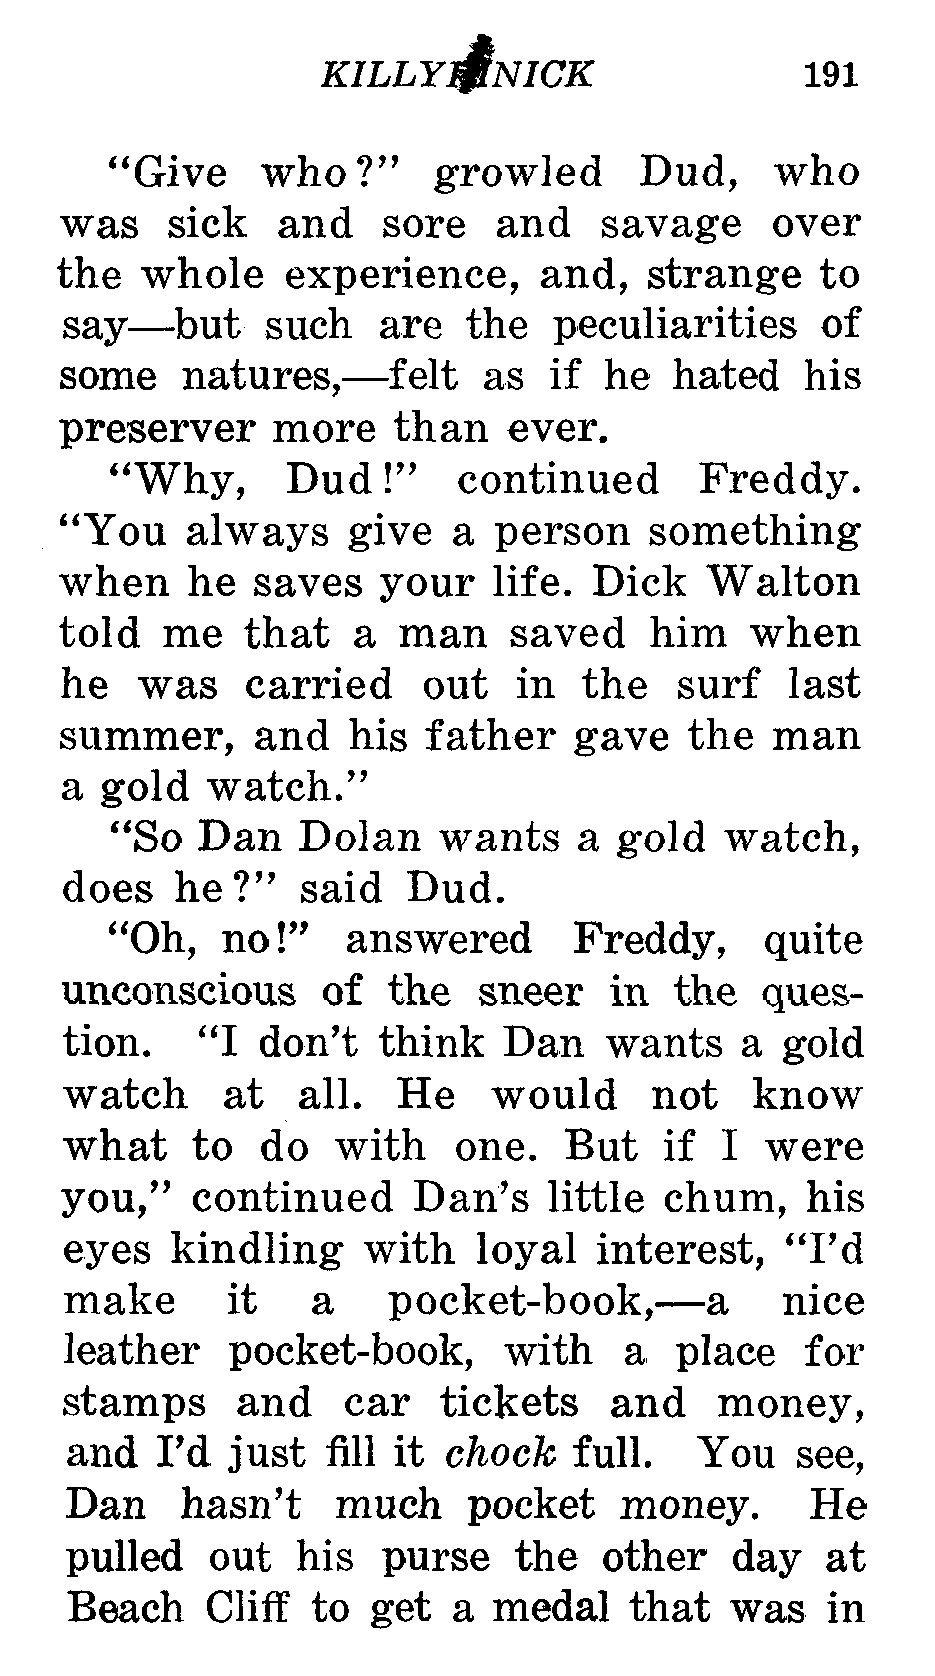 191
“Give who?” growled Dud, who
was sick and sore and savage over
the whole experience, and, strange to
say—but such are the peculiarities of
some natures,—felt as if he hated his
preserver more than ever.
“Why, Dud!” continued Freddy.
“You always give a person something
when he saves your life. Dick Walton
told me that a man saved him when
he was carried out in the surf last
summer, and his father gave the man
a gold watch.”
“So Dan Dolan wants a gold watch,
does he?” said Dud.
“Oh, no!” answered Freddy, quite
unconscious of the sneer in the ques-
tion. “I don’t think Dan wants a gold
watch at all. He would not know
what to do with one. But if I were
you,” continued Dan’s little chum, his
eyes kindling with loyal interest, “I’d
make it a pocket-book,—a nice
leather pocket-book, with a place for
stamps and car tickets and money,
and I’d just fill it chock full. You see,
Dan hasn’t much pocket money. He
pulled out his purse the other day at
Beach Cliff to get a medal that was in